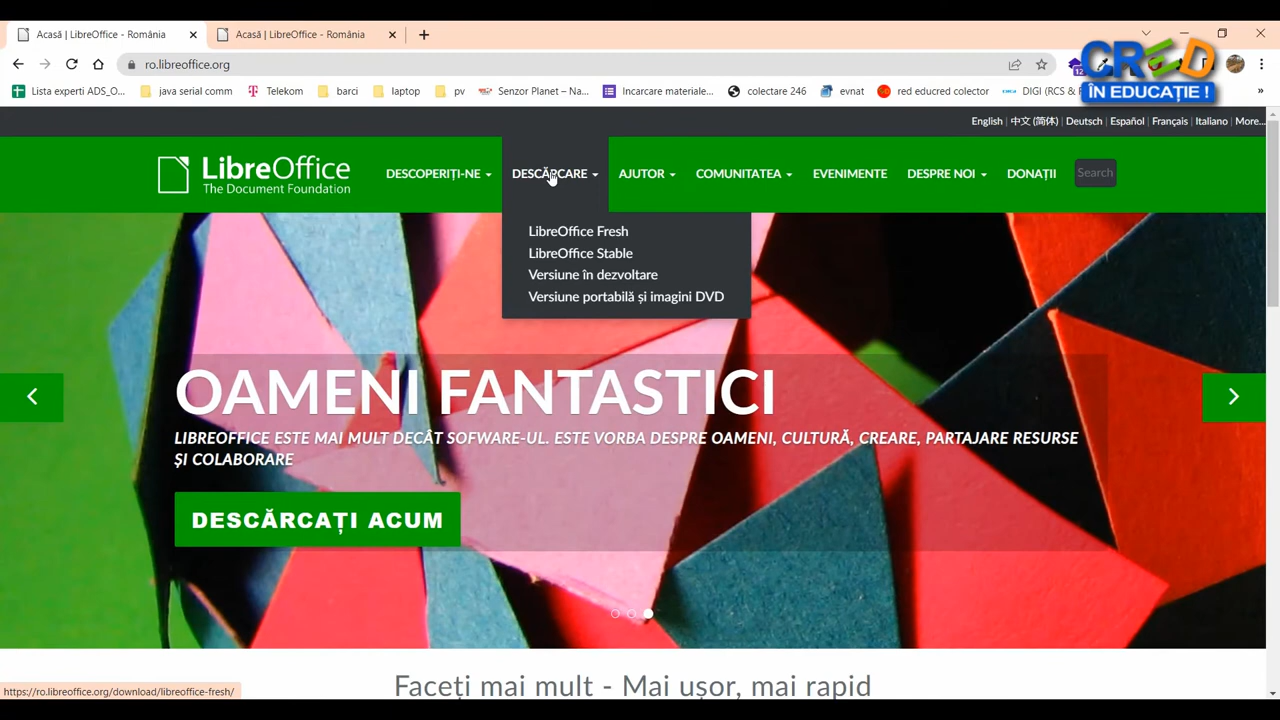 Acasă | LibreOffice - România
Acasă | LibreOffice - România
ro.libreoffice.org
CRED
ÎN EDUCAȚIE !
12
Lista experti ADS_O...
java serial comm
Telekom
barci
laptop
pv
Senzor Planet – Na...
Incarcare materiale...
colectare 246
evnat
red educred colector
DIGI (RCS &
»
English | 中文 (简体) | Deutsch | Español | Français | Italiano | More...
LibreOffice
The Document Foundation
DESCOPERIȚI-NE
DESCĂRCARE
AJUTOR
COMUNITATEA
EVENIMENTE
DESPRE NOI
DONAȚII
Search
LibreOffice Fresh
LibreOffice Stable
Versiune în dezvoltare
Versiune portabilă și imagini DVD
OAMENI FANTASTICI
LIBREOFFICE ESTE MAI MULT DECÂT SOFWARE-UL. ESTE VORBA DESPRE OAMENI, CULTURĂ, CREARE, PARTAJARE RESURSE
ȘI COLABORARE
DESCĂRCAȚI ACUM
Faceți mai mult - Mai ușor, mai rapid
https://ro.libreoffice.org/download/libreoffice-fresh/